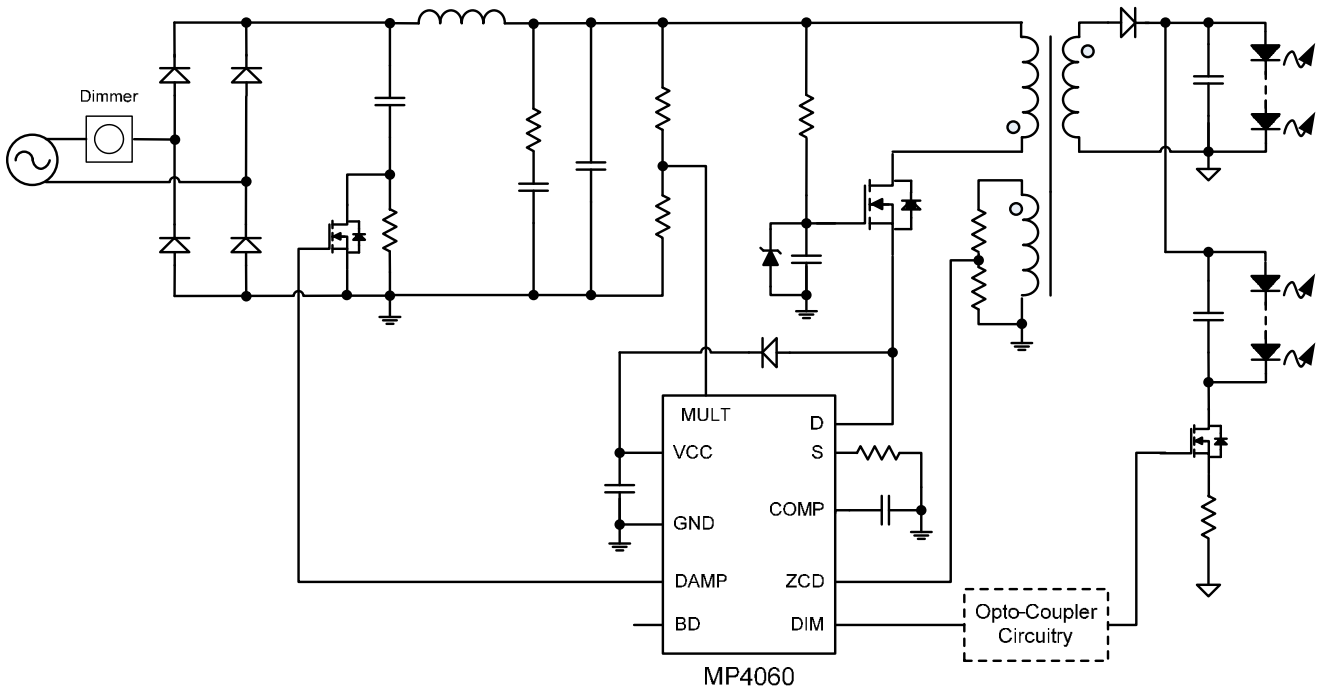 Dimmer
MULT
D
VCC
S
COMP
GND
DAMP
ZCD
BD
DIM
Opto-Coupler
Circuitry
MP4060